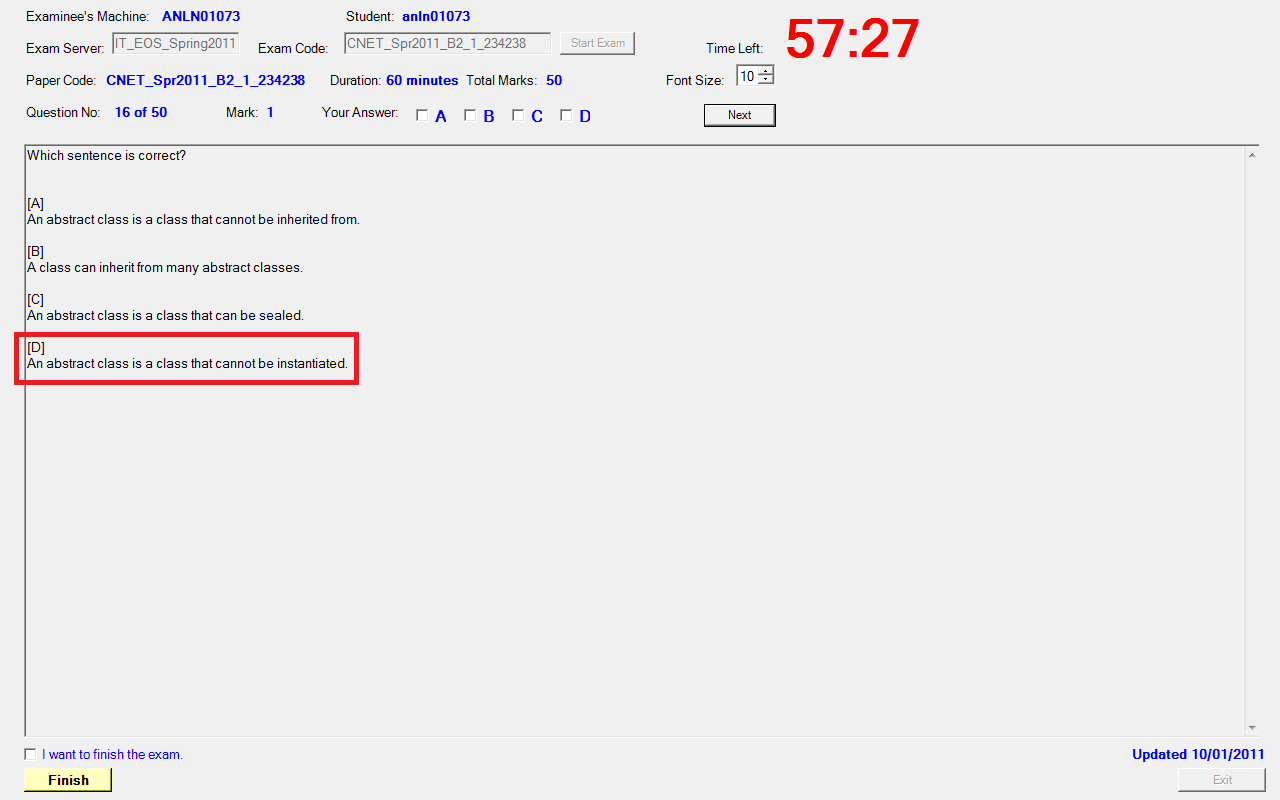 Examinee's Machine: ANLN01073 Student: anln01073
Exam Server: IT_EOS_Spring2011 Exam Code: CNET_Spr2011_B2_1_234238 Start Exam Time Left: 57:27
Paper Code: CNET_Spr2011_B2_1_234238 Duration: 60 minutes Total Marks: 50 Font Size: 10
Question No: 16 of 50 Mark: 1 Your Answer: A B C D Next
Which sentence is correct?
[A]
An abstract class is a class that cannot be inherited from.
[B]
A class can inherit from many abstract classes.
[C]
An abstract class is a class that can be sealed.
[D]
An abstract class is a class that cannot be instantiated.
I want to finish the exam. Updated 10/01/2011
Finish Exit